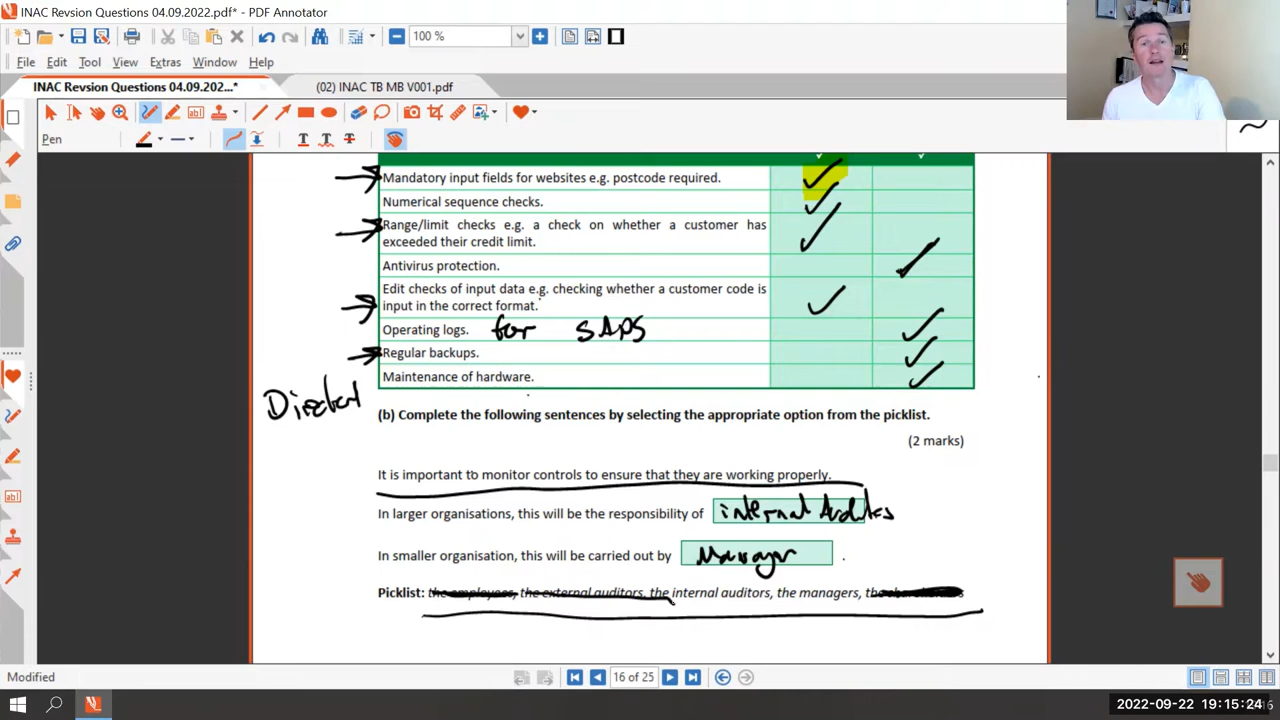 INAC Revision Questions 04.09.2022.pdf* - PDF Annotator
100 %
File Edit Tool View Extras Window Help
INAC Revsion Questions 04.09.202...* (02) INAC TB MB V001.pdf
Pen
Mandatory input fields for websites e.g. postcode required.
Numerical sequence checks.
Range/limit checks e.g. a check on whether a customer has
exceeded their credit limit.
Antivirus protection.
Edit checks of input data e.g. checking whether a customer code is
input in the correct format.
Operating logs. for SAPS
Regular backups.
Maintenance of hardware.
(b) Complete the following sentences by selecting the appropriate option from the picklist.
(2 marks)
It is important to monitor controls to ensure that they are working properly.
In larger organisations, this will be the responsibility of internal
In smaller organisation, this will be carried out by Manager .
Picklist: the employees, the external auditors, the internal auditors, the managers,
Modified 16 of 25
2022-09-22 19:15:24